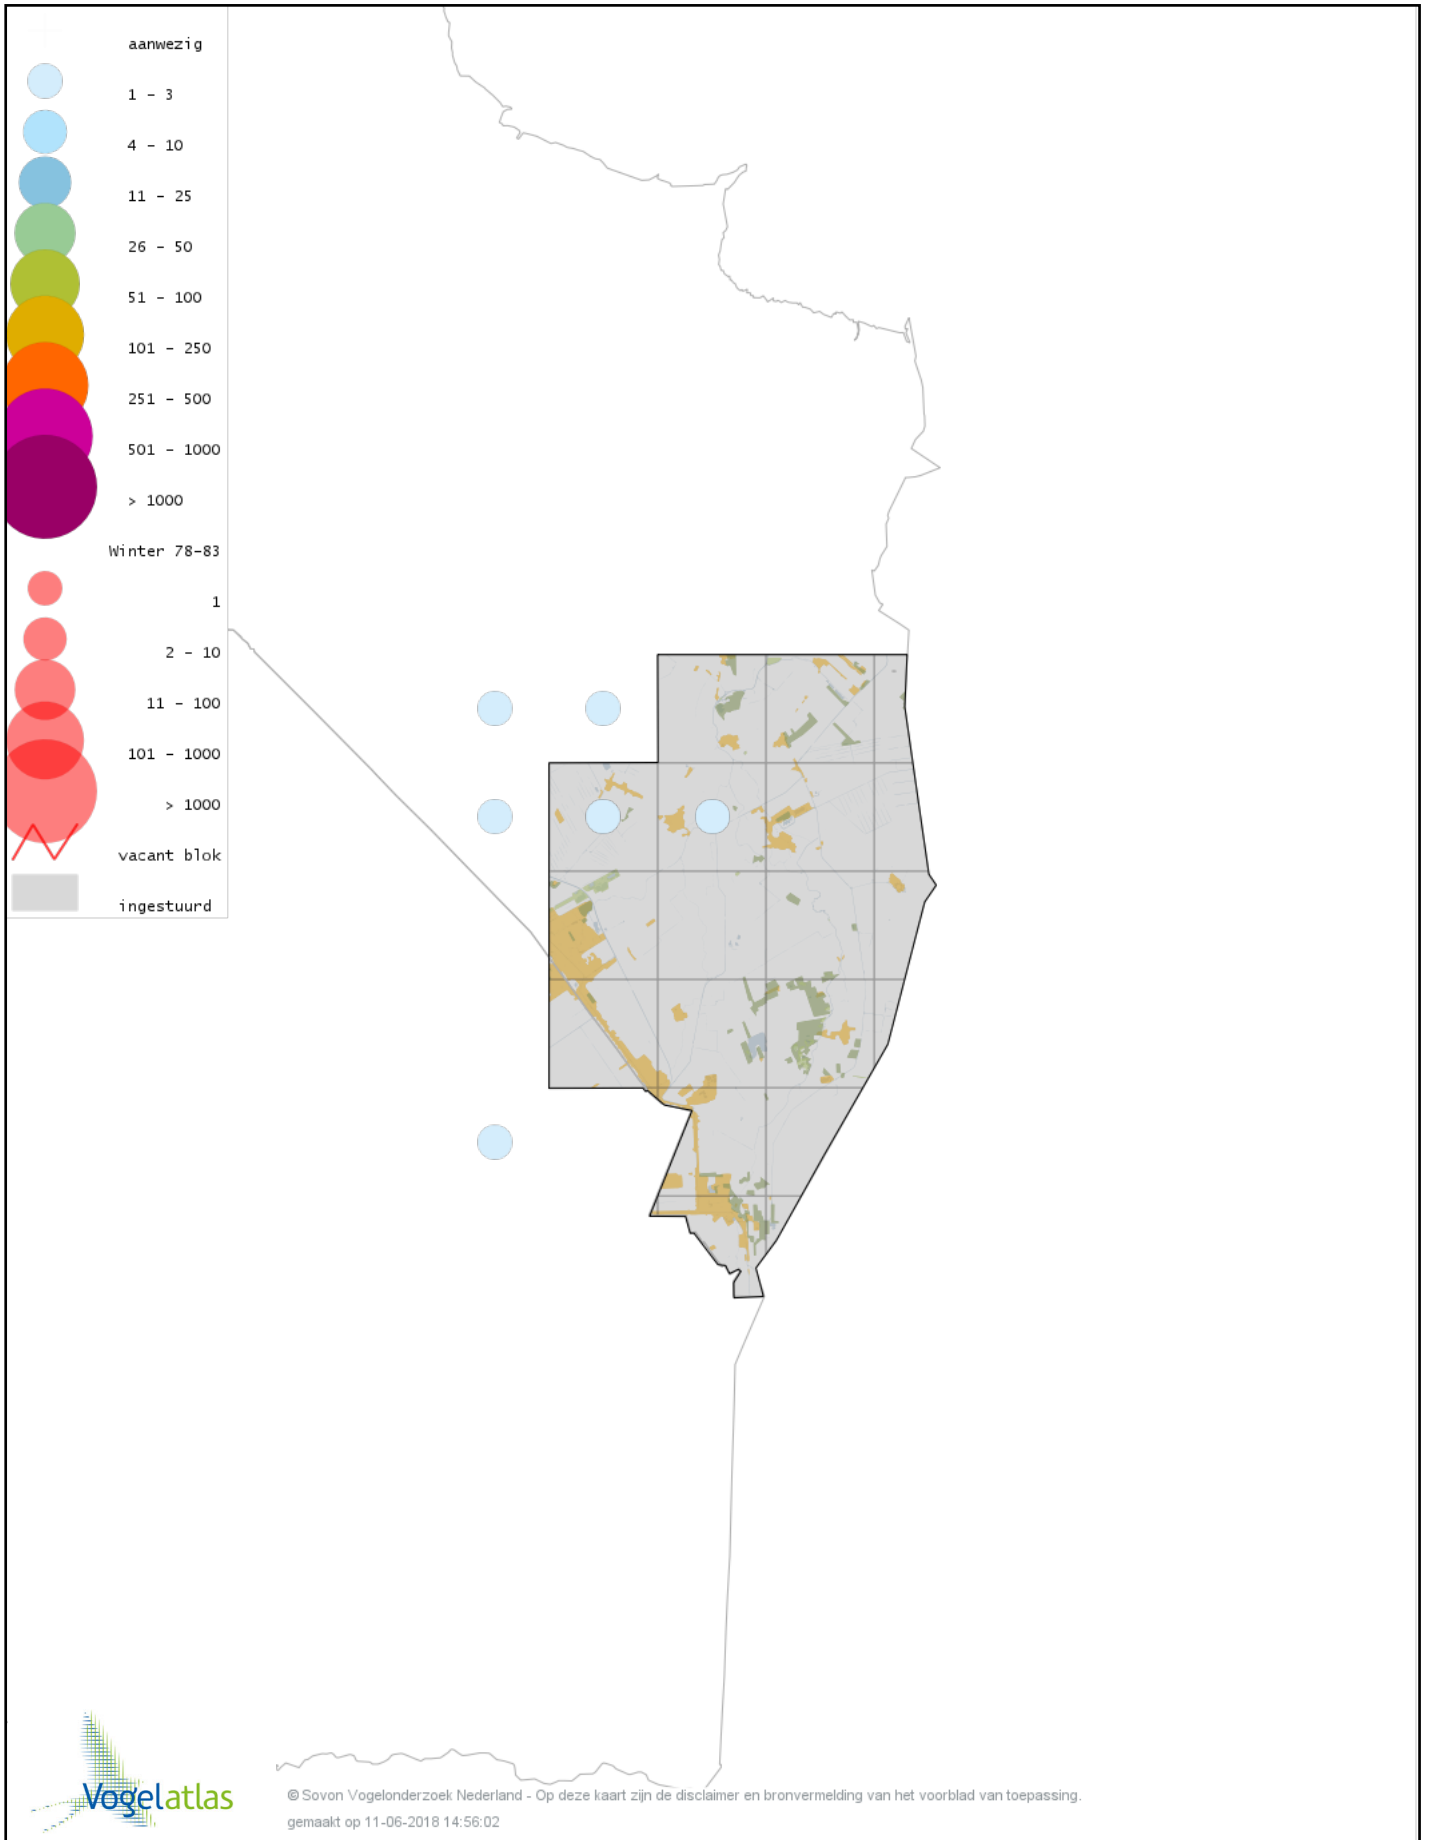 aanwezig
1 - 3
4 - 10
11 - 25
26 - 50
51 - 100
101 - 250
251 - 500
501 - 1000
> 1000
Winter 78-83
1
2 - 10
11 - 100
101 - 1000
> 1000
vacant blok
ingestuurd
Vogelatlas
© Sovon Vogelonderzoek Nederland - Op deze kaart zijn de disclaimer en bronvermelding van het voorblad van toepassing.
gemaakt op 11-06-2018 14:56:02